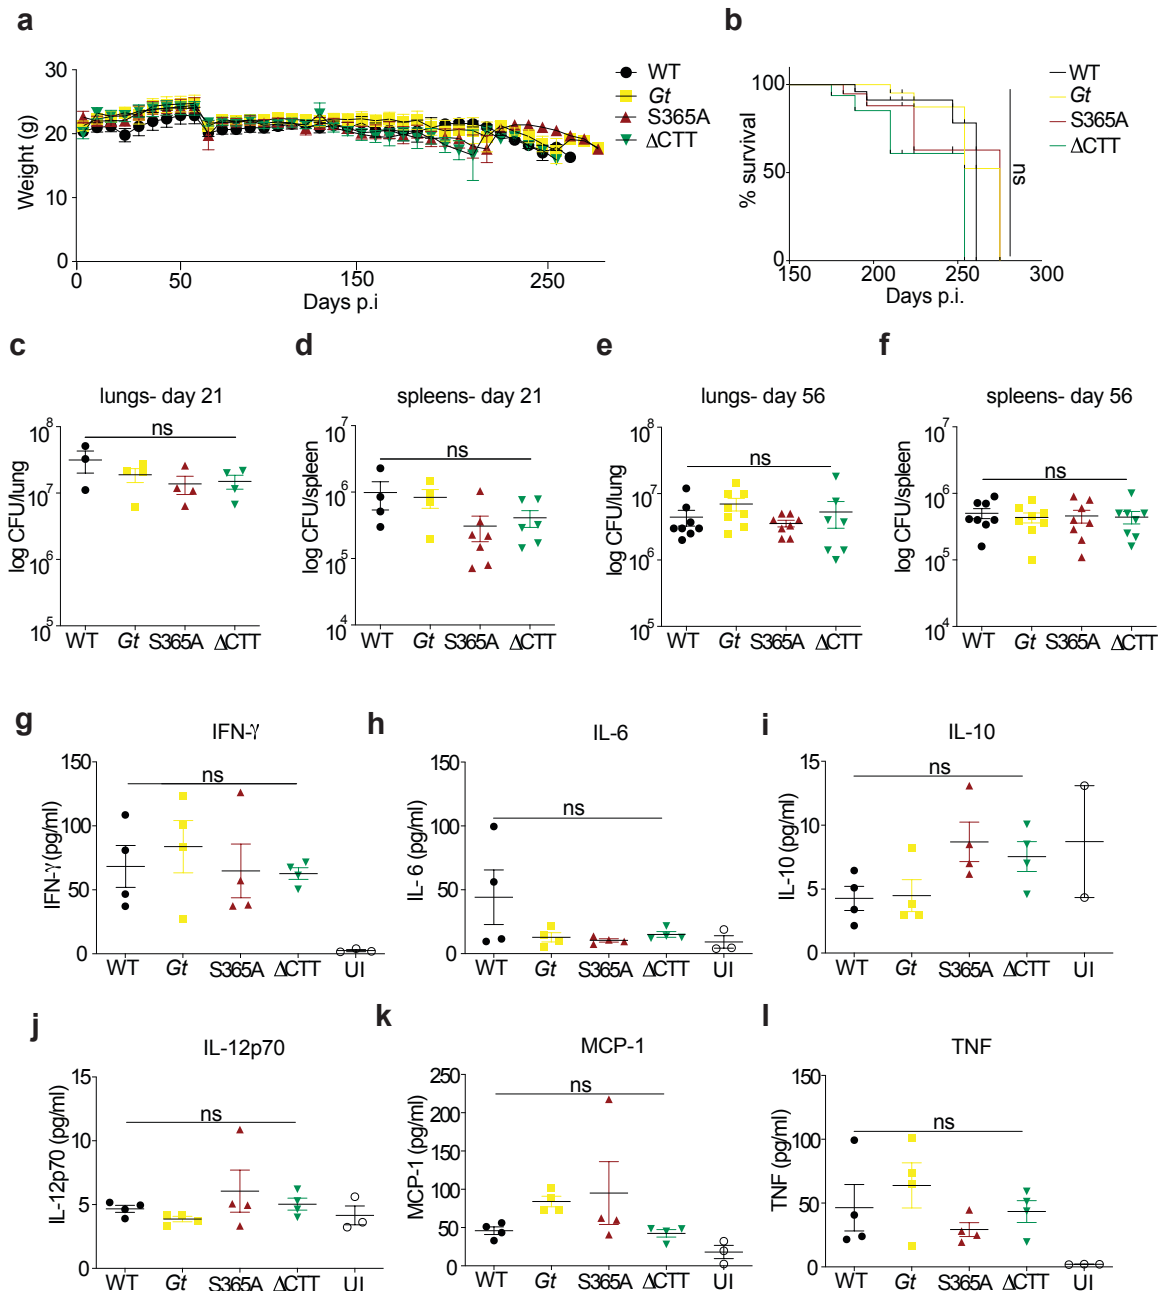 a
Weight (g)
30
20
10
0
0
50
150
250
Days p.i
WT
Gt
S365A
ΔCTT
b
% survival
100
50
0
150
200
250
300
Days p.i.
ns
WT
Gt
S365A
ΔCTT
c
lungs- day 21
log CFU/lung
10^8
10^7
10^6
10^5
ns
WT Gt S365A ΔCTT
d
spleens- day 21
log CFU/spleen
10^7
10^6
10^5
10^4
ns
WT Gt S365A ΔCTT
e
lungs- day 56
log CFU/lung
10^8
10^7
10^6
10^5
ns
WT Gt S365A ΔCTT
f
spleens- day 56
log CFU/spleen
10^7
10^6
10^5
10^4
ns
WT Gt S365A ΔCTT
g
IFN-γ
IFN-γ (pg/ml)
150
100
50
0
ns
WT Gt S365A ΔCTT UI
h
IL-6
IL- 6 (pg/ml)
150
100
50
0
ns
WT Gt S365A ΔCTT UI
i
IL-10
IL-10 (pg/ml)
15
10
5
0
ns
WT Gt S365A ΔCTT UI
j
IL-12p70
IL-12p70 (pg/ml)
15
10
5
0
ns
WT Gt S365A ΔCTT UI
k
MCP-1
MCP-1 (pg/ml)
250
200
150
100
50
0
ns
WT Gt S365A ΔCTT UI
l
TNF
TNF (pg/ml)
150
100
50
0
ns
WT Gt S365A ΔCTT UI